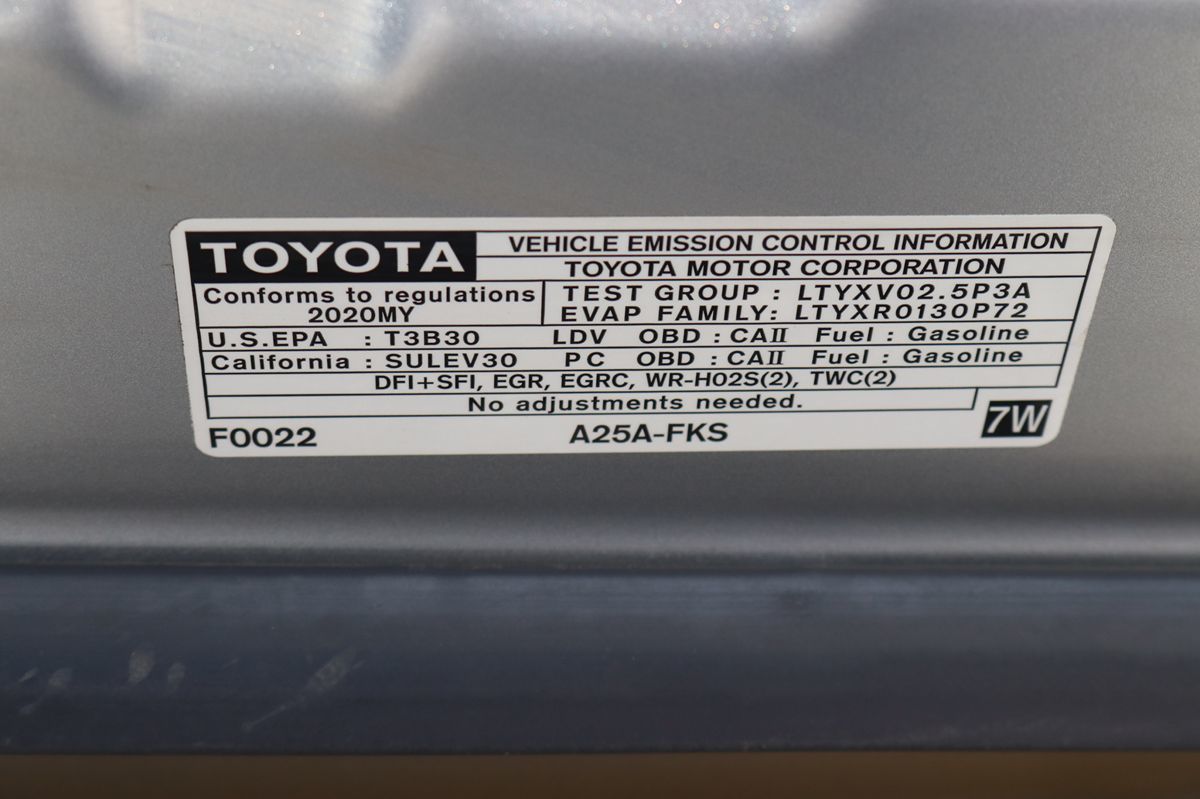 TOYOTA
VEHICLE EMISSION CONTROL INFORMATION
TOYOTA MOTOR CORPORATION
Conforms to regulations
2020MY
TEST GROUP : LTYXV02.5P3A
EVAP FAMILY: LTYXR0130P72
U.S.EPA : T3B30 LDV OBD : CAII Fuel : Gasoline
California : SULEV30 PC OBD : CAII Fuel : Gasoline
DFI+SFI, EGR, EGRC, WR-HO2S(2), TWC(2)
No adjustments needed.
F0022 A25A-FKS 7W